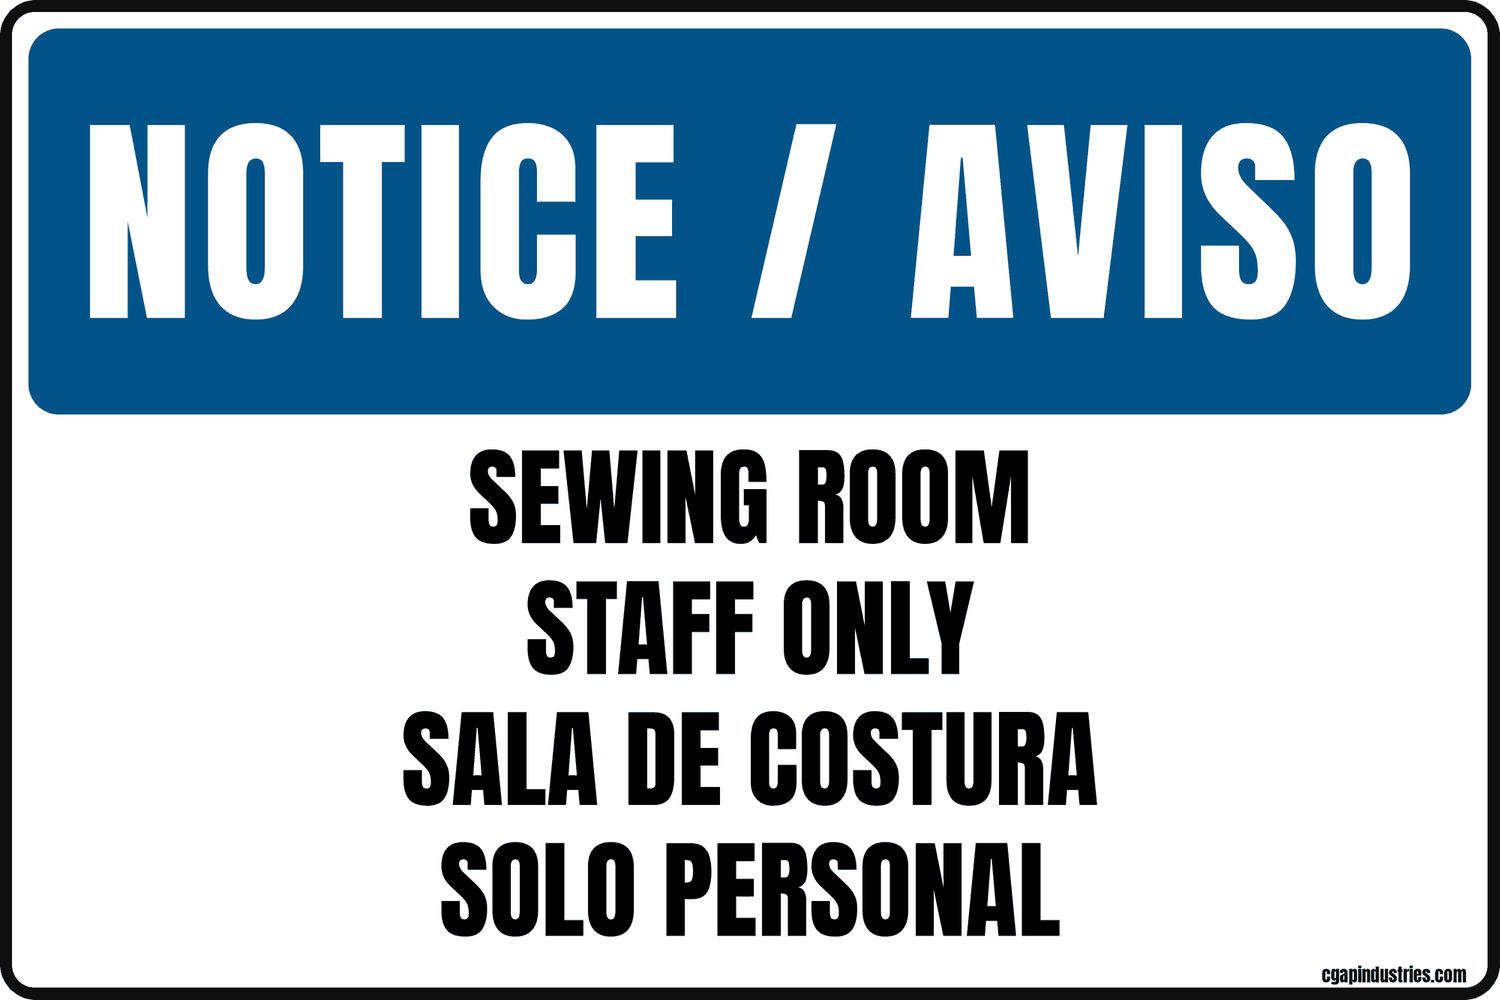 NOTICE / AVISO
SEWING ROOM
STAFF ONLY
SALA DE COSTURA
SOLO PERSONAL
cgapindustries.com